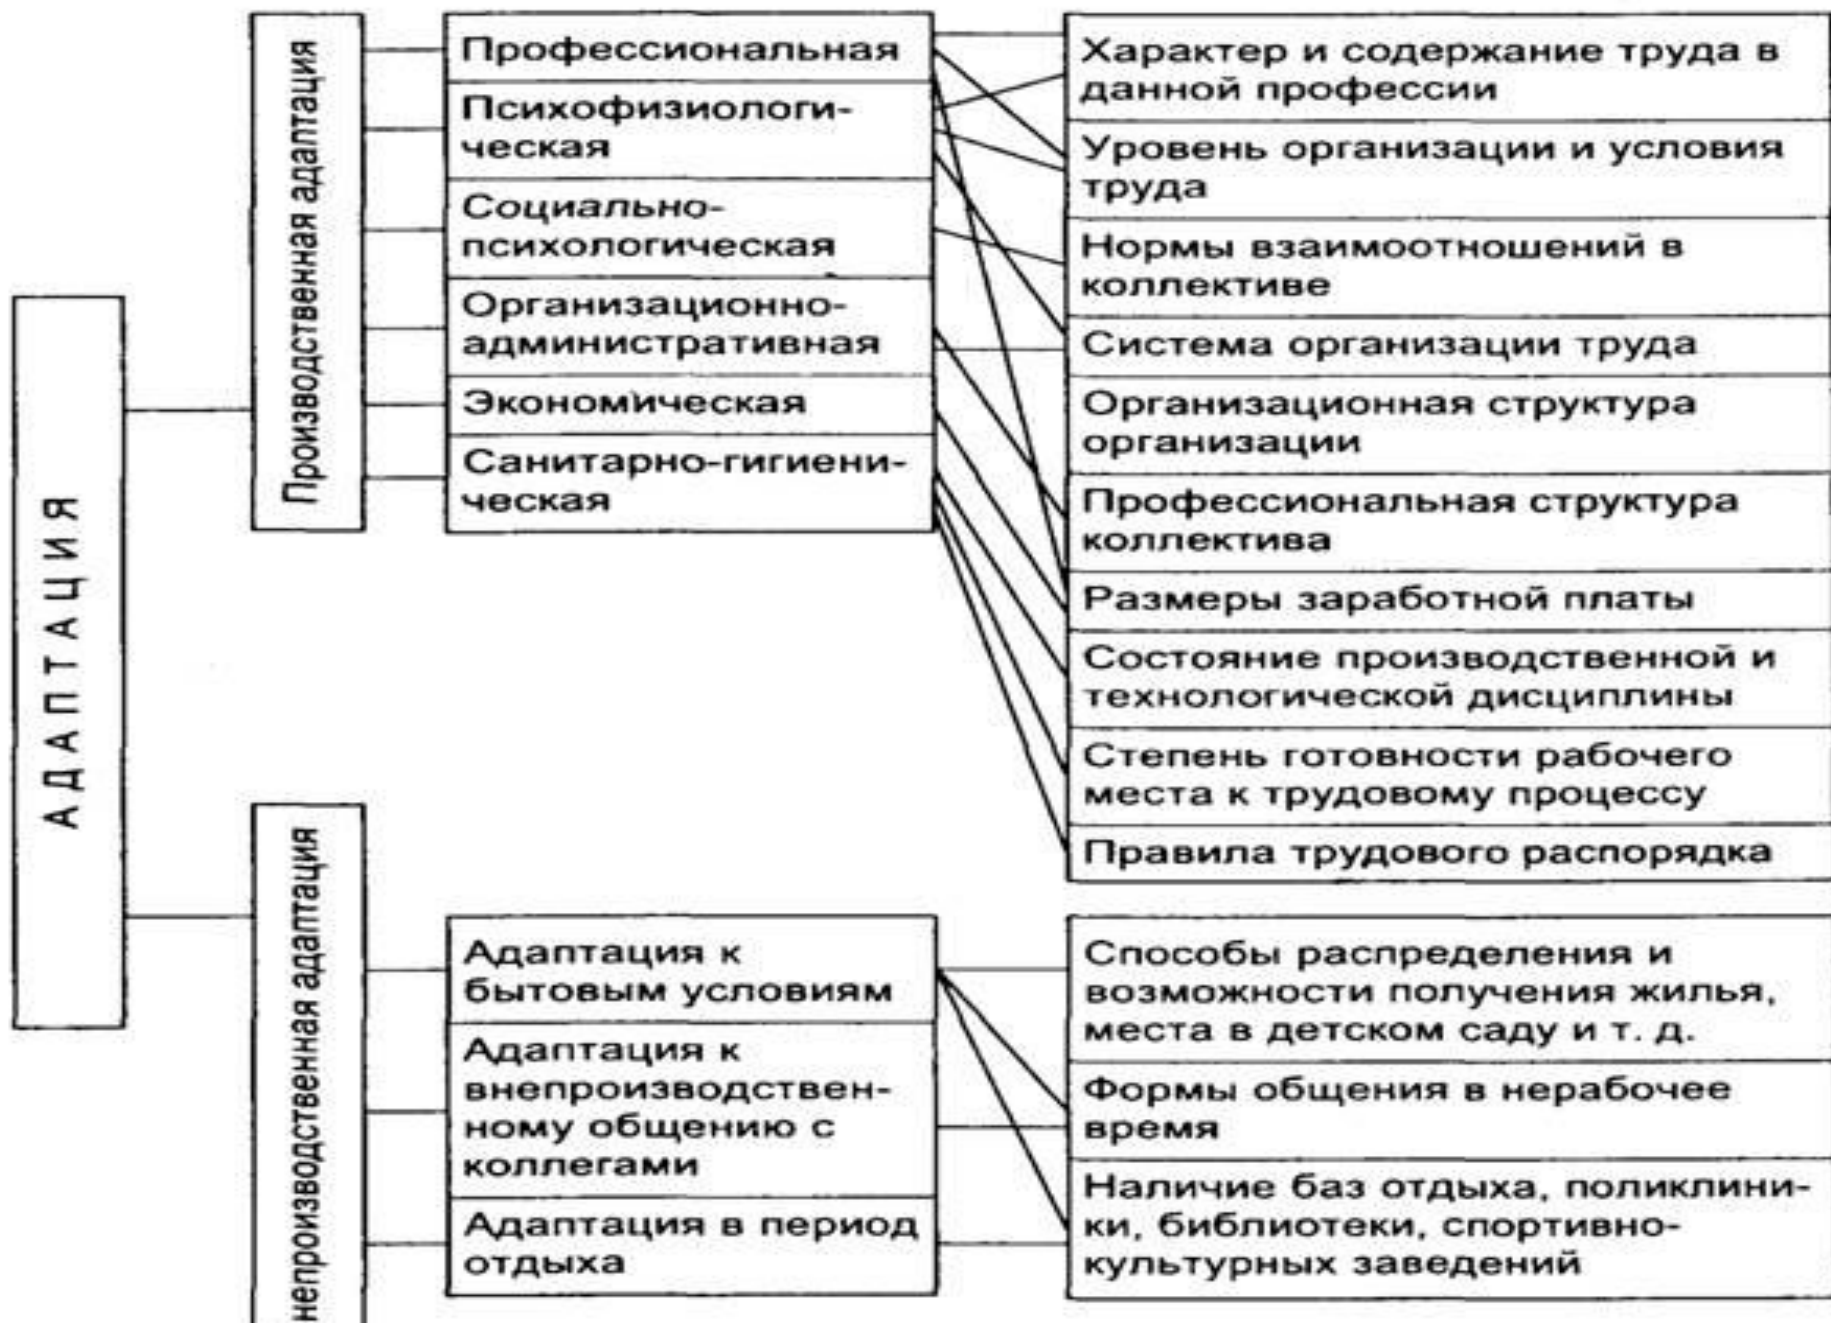 АДАПТАЦИЯ
Производственная адаптация
Профессиональная
Психофизиологи-
ческая
Социально-
психологическая
Организационно-
административная
Экономическая
Санитарно-гигиени-
ческая
Характер и содержание труда в
данной профессии
Уровень организации и условия
труда
Нормы взаимоотношений в
коллективе
Система организации труда
Организационная структура
организации
Профессиональная структура
коллектива
Размеры заработной платы
Состояние производственной и
технологической дисциплины
Степень готовности рабочего
места к трудовому процессу
Правила трудового распорядка
непроизводственная адаптация
Адаптация к
бытовым условиям
Адаптация к
внепроизводствен-
ному общению с
коллегами
Адаптация в период
отдыха
Способы распределения и
возможности получения жилья,
места в детском саду и т. д.
Формы общения в нерабочее
время
Наличие баз отдыха, поликлини-
ки, библиотеки, спортивно-
культурных заведений